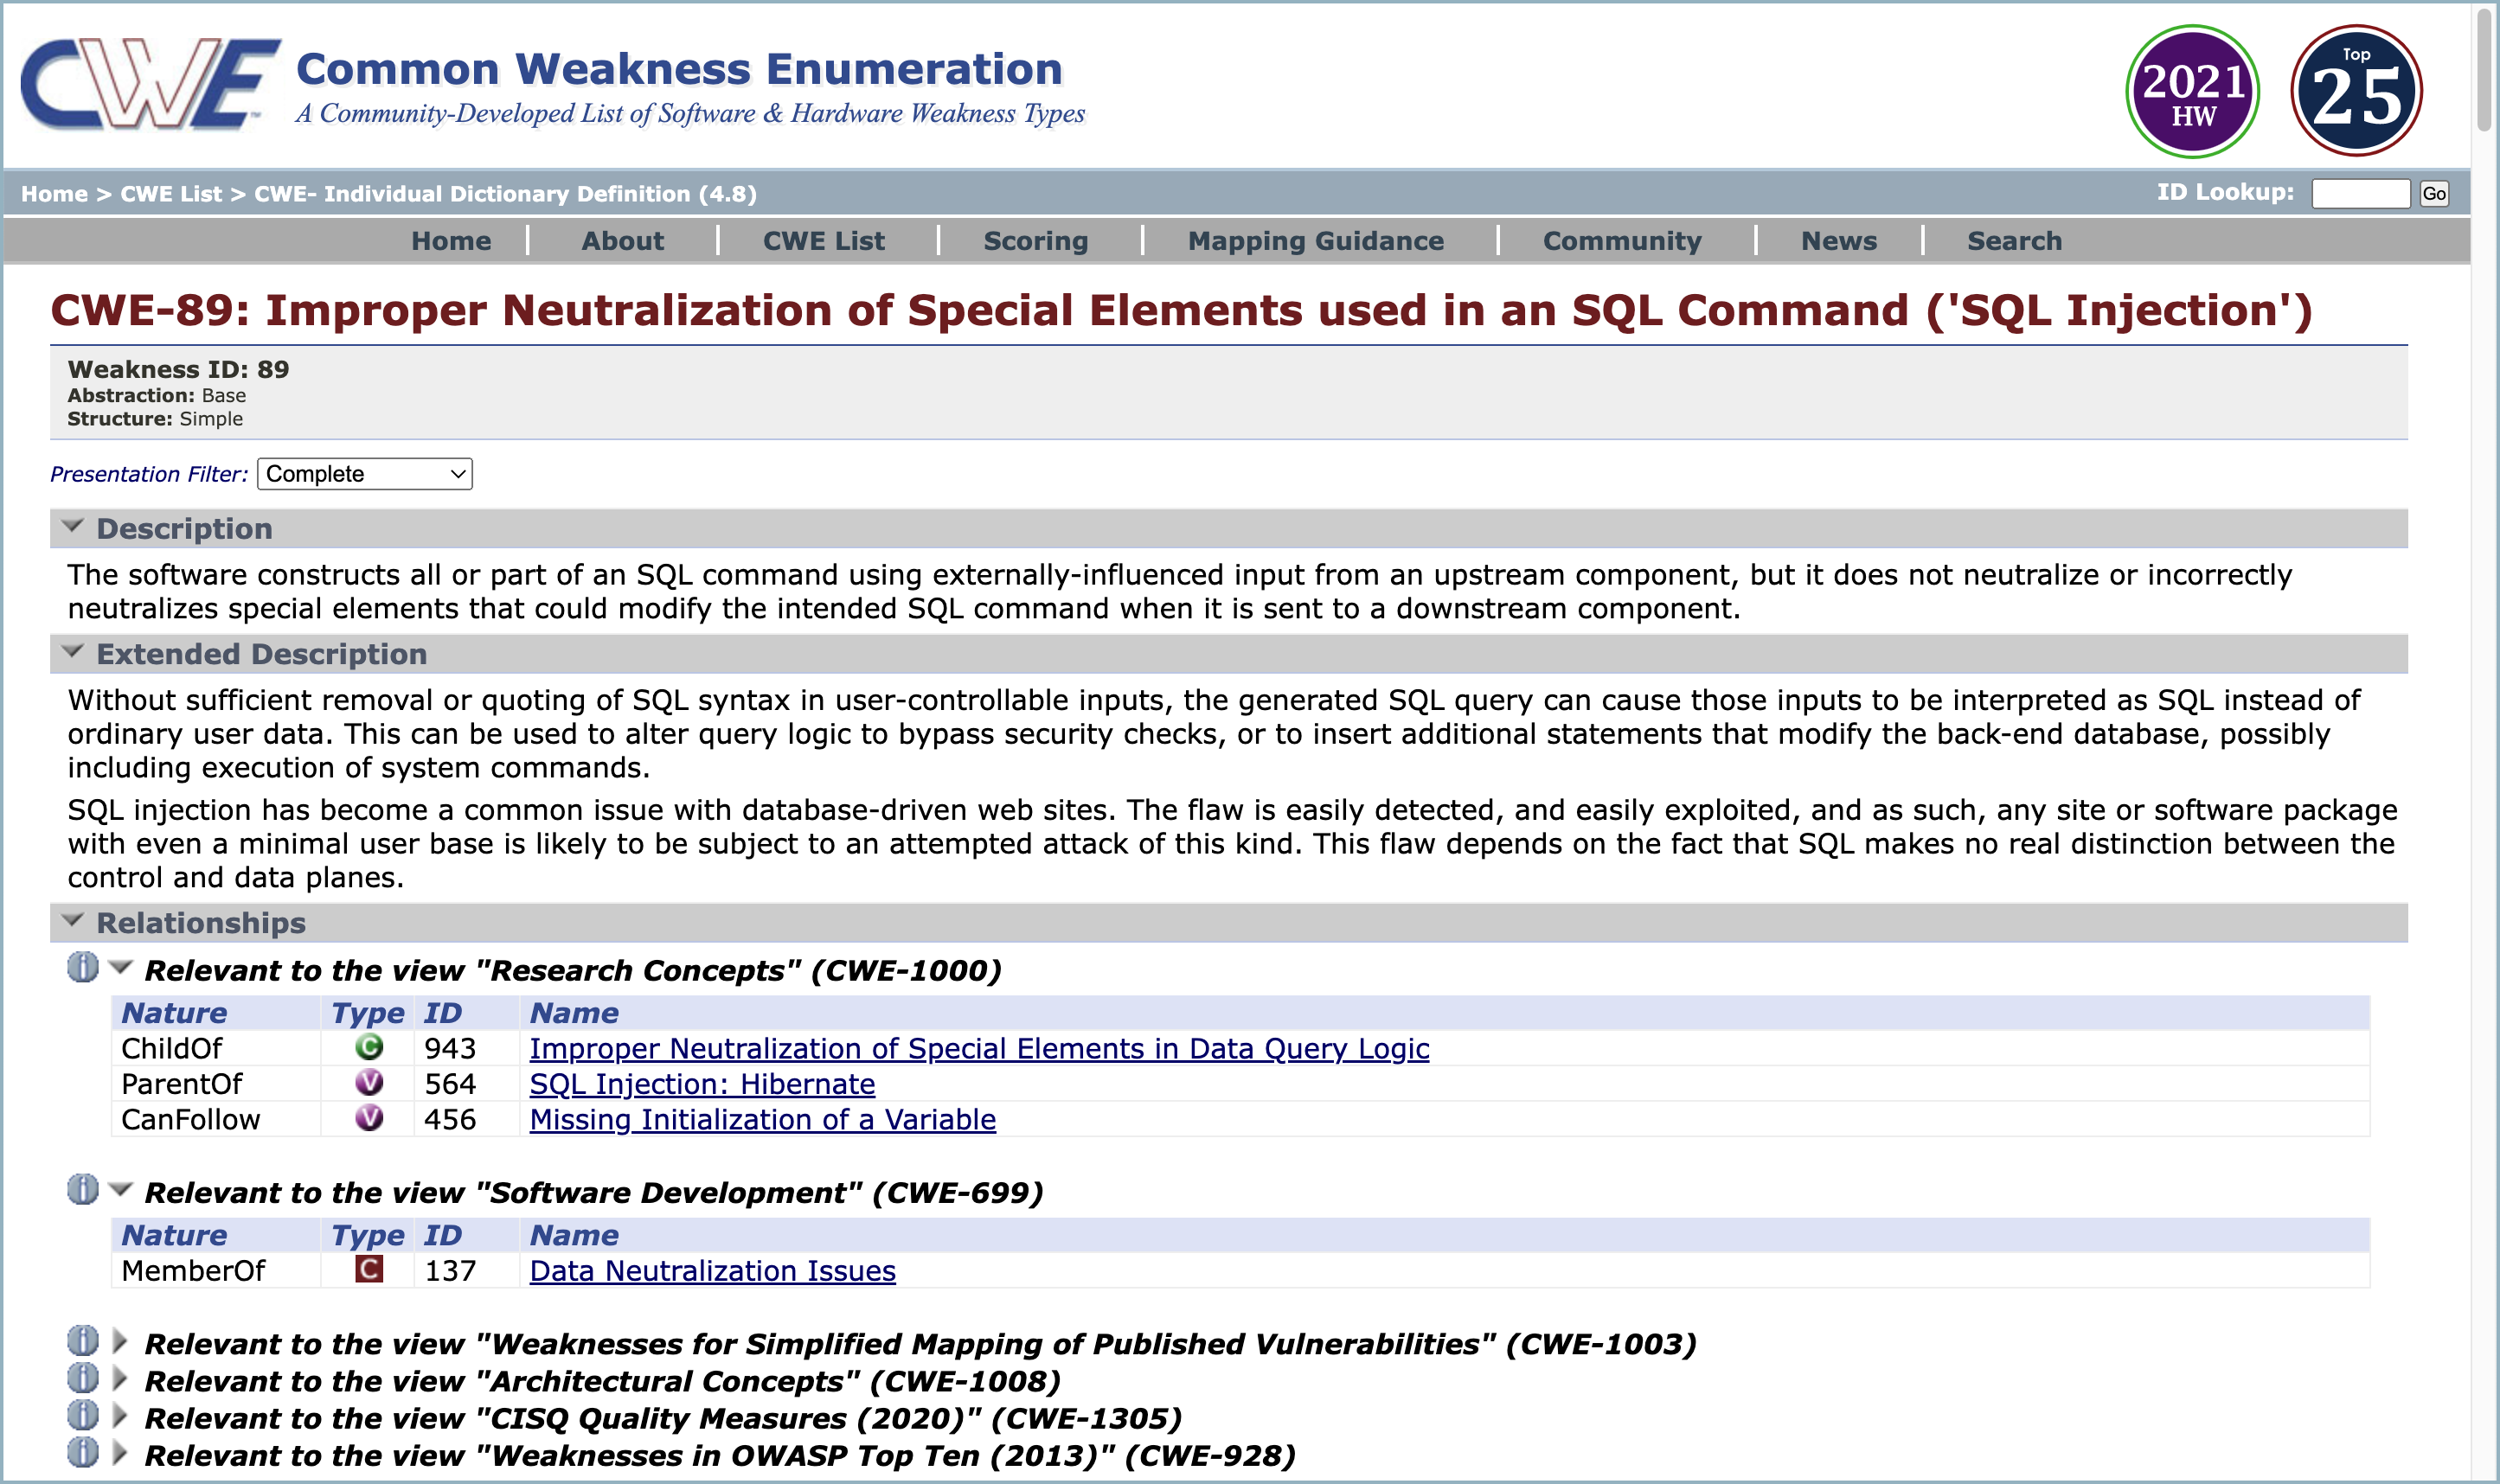 CWE™
Common Weakness Enumeration
A Community-Developed List of Software & Hardware Weakness Types
2021
HW
Top
25
Home > CWE List > CWE- Individual Dictionary Definition (4.8)
ID Lookup:
Go
Home
About
CWE List
Scoring
Mapping Guidance
Community
News
Search
CWE-89: Improper Neutralization of Special Elements used in an SQL Command ('SQL Injection')
Weakness ID: 89
Abstraction: Base
Structure: Simple
Presentation Filter: Complete
Description
The software constructs all or part of an SQL command using externally-influenced input from an upstream component, but it does not neutralize or incorrectly
neutralizes special elements that could modify the intended SQL command when it is sent to a downstream component.
Extended Description
Without sufficient removal or quoting of SQL syntax in user-controllable inputs, the generated SQL query can cause those inputs to be interpreted as SQL instead of
ordinary user data. This can be used to alter query logic to bypass security checks, or to insert additional statements that modify the back-end database, possibly
including execution of system commands.
SQL injection has become a common issue with database-driven web sites. The flaw is easily detected, and easily exploited, and as such, any site or software package
with even a minimal user base is likely to be subject to an attempted attack of this kind. This flaw depends on the fact that SQL makes no real distinction between the
control and data planes.
Relationships
i Relevant to the view "Research Concepts" (CWE-1000)
Nature Type ID Name
ChildOf C 943 Improper Neutralization of Special Elements in Data Query Logic
ParentOf V 564 SQL Injection: Hibernate
CanFollow V 456 Missing Initialization of a Variable
i Relevant to the view "Software Development" (CWE-699)
Nature Type ID Name
MemberOf C 137 Data Neutralization Issues
i Relevant to the view "Weaknesses for Simplified Mapping of Published Vulnerabilities" (CWE-1003)
i Relevant to the view "Architectural Concepts" (CWE-1008)
i Relevant to the view "CISQ Quality Measures (2020)" (CWE-1305)
i Relevant to the view "Weaknesses in OWASP Top Ten (2013)" (CWE-928)